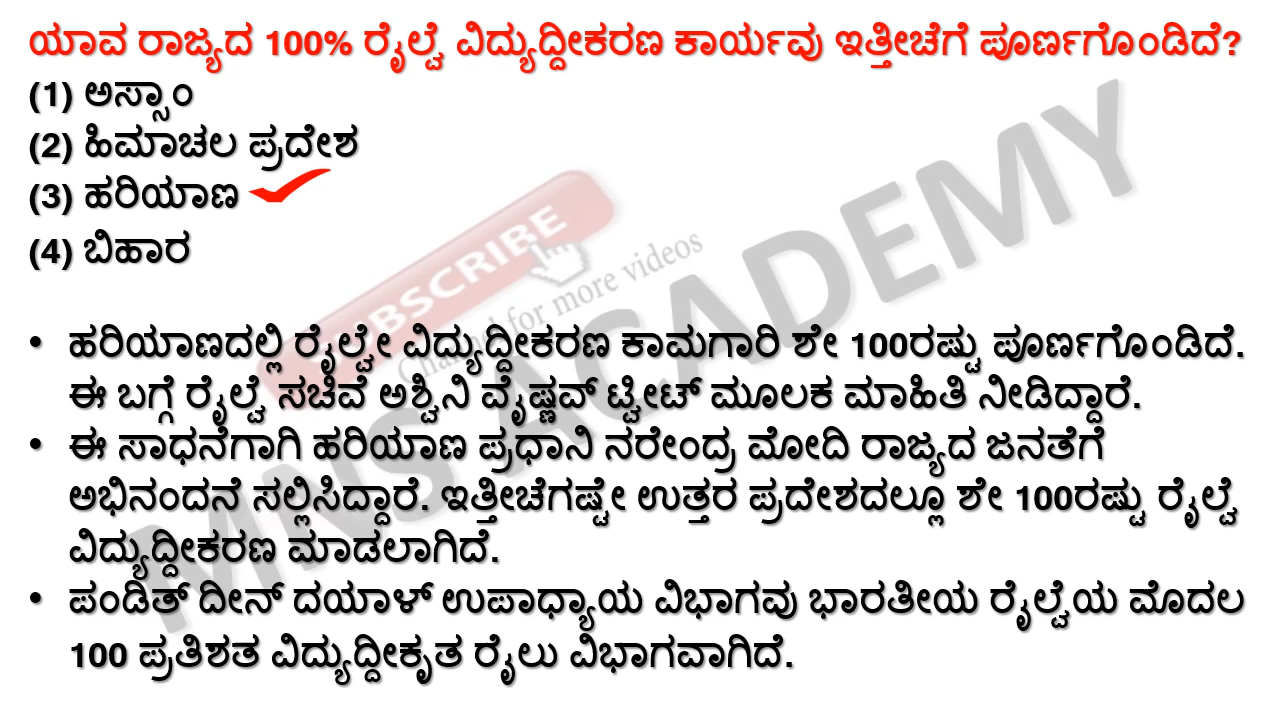 ಯಾವ ರಾಜ್ಯದ 100% ರೈಲ್ವೆ ವಿದ್ಯುದ್ದೀಕರಣ ಕಾರ್ಯವು ಇತ್ತೀಚೆಗೆ ಪೂರ್ಣಗೊಂಡಿದೆ?
(1) ಅಸ್ಸಾಂ
(2) ಹಿಮಾಚಲ ಪ್ರದೇಶ
(3) ಹರಿಯಾಣ
(4) ಬಿಹಾರ
SUBSCRIBE
Channel for more videos
MNS ACADEMY
• ಹರಿಯಾಣದಲ್ಲಿ ರೈಲ್ವೇ ವಿದ್ಯುದ್ದೀಕರಣ ಕಾಮಗಾರಿ ಶೇ 100ರಷ್ಟು ಪೂರ್ಣಗೊಂಡಿದೆ.
ಈ ಬಗ್ಗೆ ರೈಲ್ವೆ ಸಚಿವೆ ಅಶ್ವಿನಿ ವೈಷ್ಣವ್ ಟ್ವೀಟ್ ಮೂಲಕ ಮಾಹಿತಿ ನೀಡಿದ್ದಾರೆ.
• ಈ ಸಾಧನೆಗಾಗಿ ಹರಿಯಾಣ ಪ್ರಧಾನಿ ನರೇಂದ್ರ ಮೋದಿ ರಾಜ್ಯದ ಜನತೆಗೆ
ಅಭಿನಂದನೆ ಸಲ್ಲಿಸಿದ್ದಾರೆ. ಇತ್ತೀಚೆಗಷ್ಟೇ ಉತ್ತರ ಪ್ರದೇಶದಲ್ಲೂ ಶೇ 100ರಷ್ಟು ರೈಲ್ವೆ
ವಿದ್ಯುದ್ದೀಕರಣ ಮಾಡಲಾಗಿದೆ.
• ಪಂಡಿತ್ ದೀನ್ ದಯಾಳ್ ಉಪಾಧ್ಯಾಯ ವಿಭಾಗವು ಭಾರತೀಯ ರೈಲ್ವೆಯ ಮೊದಲ
100 ಪ್ರತಿಶತ ವಿದ್ಯುದ್ದೀಕೃತ ರೈಲು ವಿಭಾಗವಾಗಿದೆ.